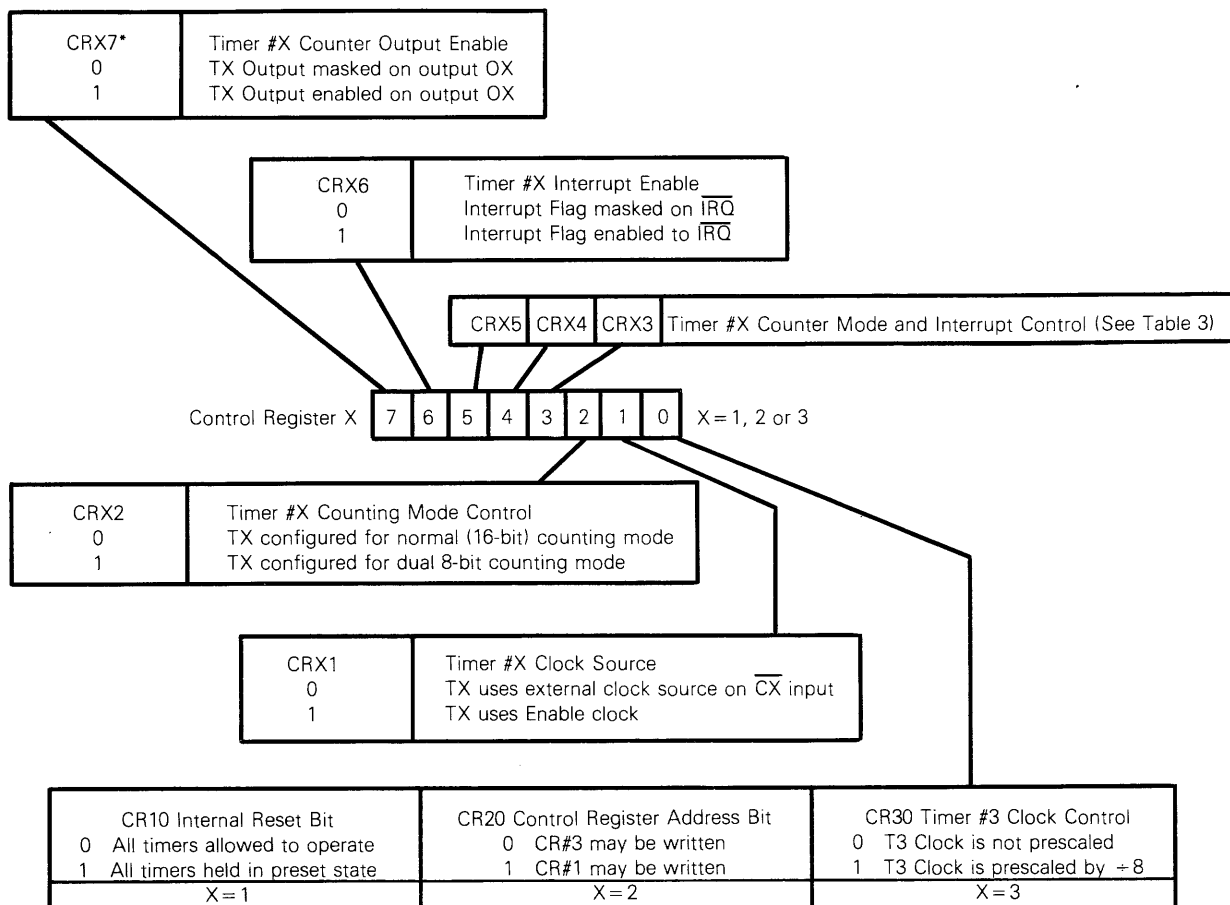 CRX7* Timer #X Counter Output Enable
0 TX Output masked on output OX
1 TX Output enabled on output OX
CRX6 Timer #X Interrupt Enable
0 Interrupt Flag masked on I̅R̅Q̅
1 Interrupt Flag enabled to I̅R̅Q̅
CRX5 CRX4 CRX3 Timer #X Counter Mode and Interrupt Control (See Table 3)
Control Register X 7 6 5 4 3 2 1 0 X = 1, 2 or 3
CRX2 Timer #X Counting Mode Control
0 TX configured for normal (16-bit) counting mode
1 TX configured for dual 8-bit counting mode
CRX1 Timer #X Clock Source
0 TX uses external clock source on C̅X̅ input
1 TX uses Enable clock
CR10 Internal Reset Bit
0 All timers allowed to operate
1 All timers held in preset state
X = 1
CR20 Control Register Address Bit
0 CR#3 may be written
1 CR#1 may be written
X = 2
CR30 Timer #3 Clock Control
0 T3 Clock is not prescaled
1 T3 Clock is prescaled by ÷8
X = 3